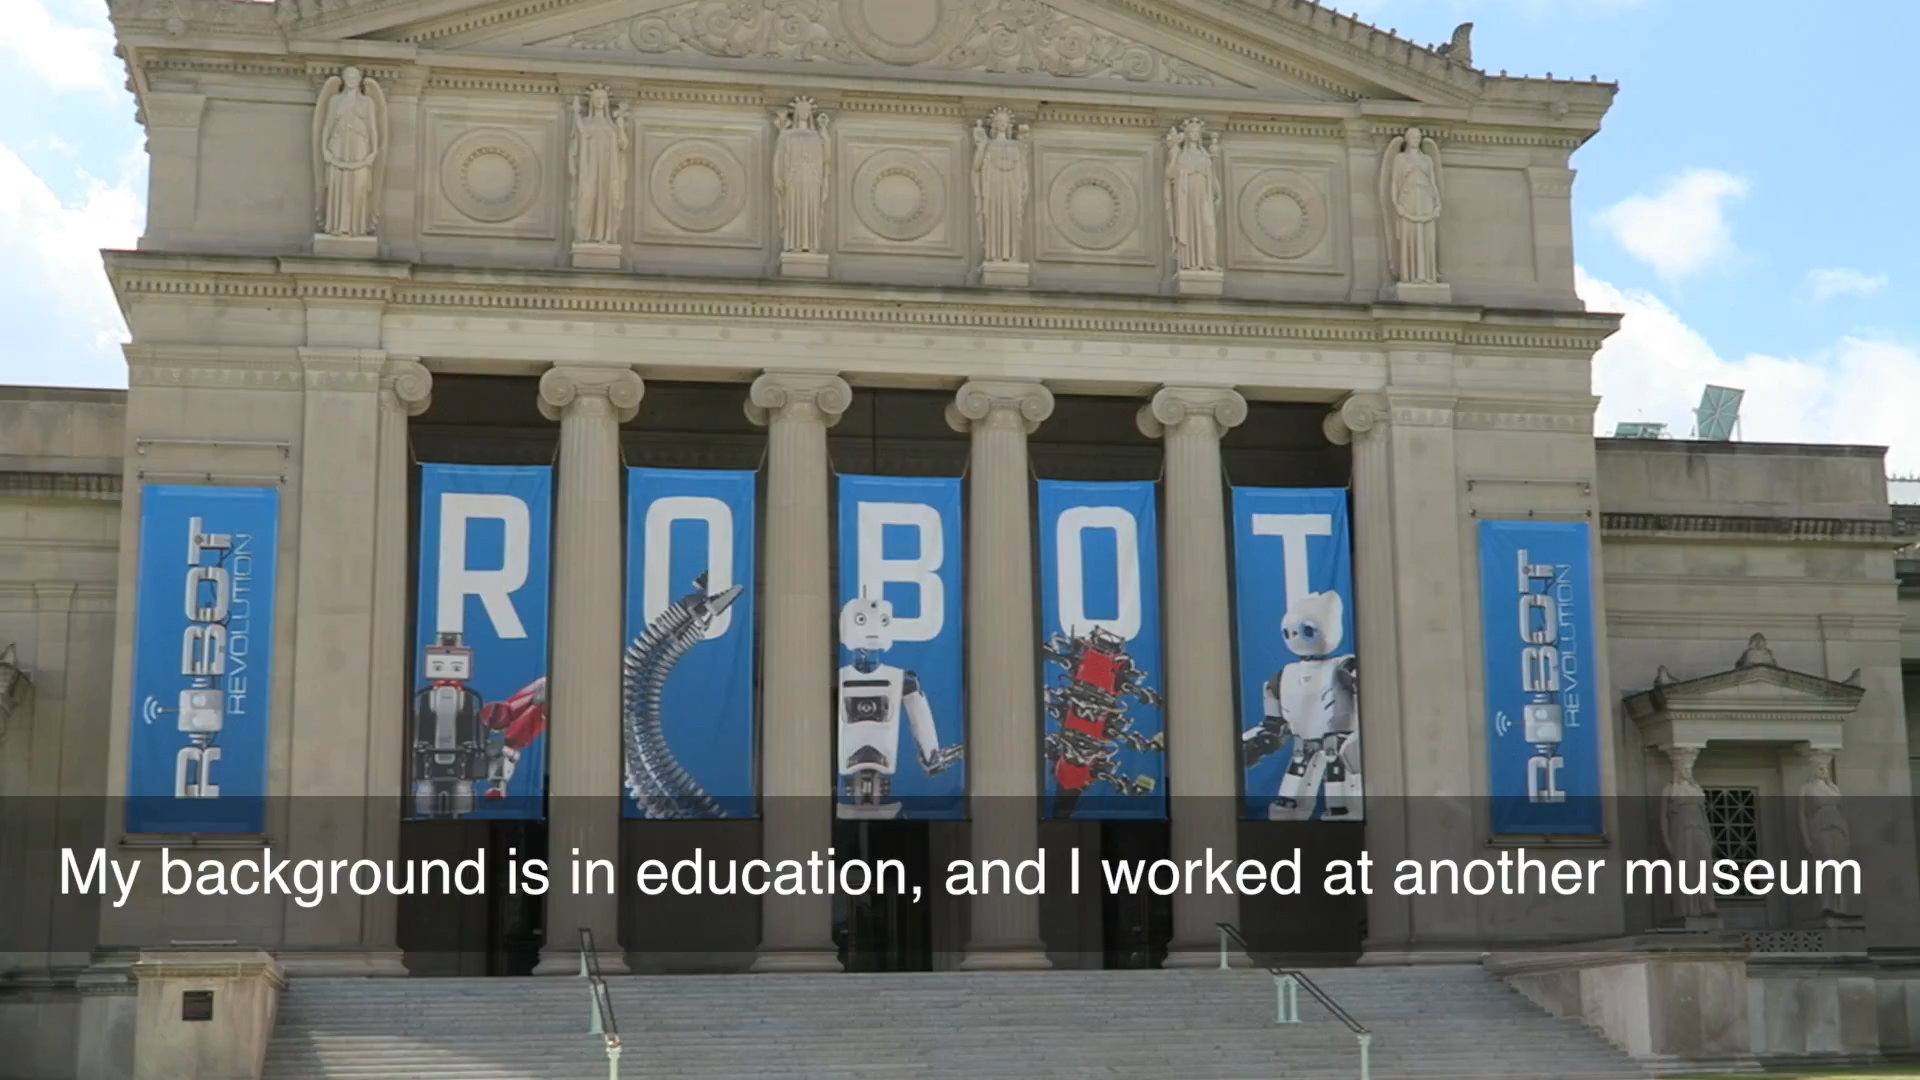 R O B O T
ROBOT
REVOLUTION
ROBOT
REVOLUTION
My background is in education, and I worked at another museum